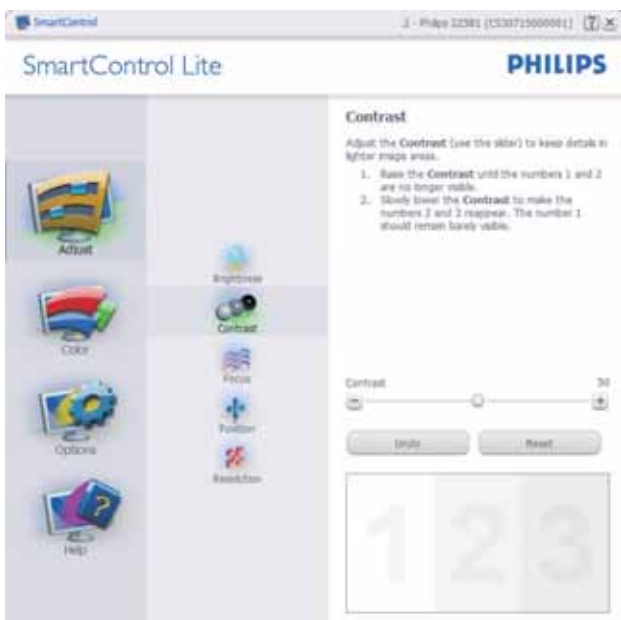 SmartControl
SmartControl Lite
PHILIPS
Adjust
Color
Options
Help
Brightness
Contrast
Focus
Position
Resolution
Contrast
Adjust the Contrast (use the slider) to keep details in
lighter image areas.
1. Raise the Contrast until the numbers 1 and 2
are no longer visible.
2. Slowly lower the Contrast to make the
numbers 2 and 3 reappear. The number 1
should remain barely visible.
Contrast 50
Undo Reset
1 2 3